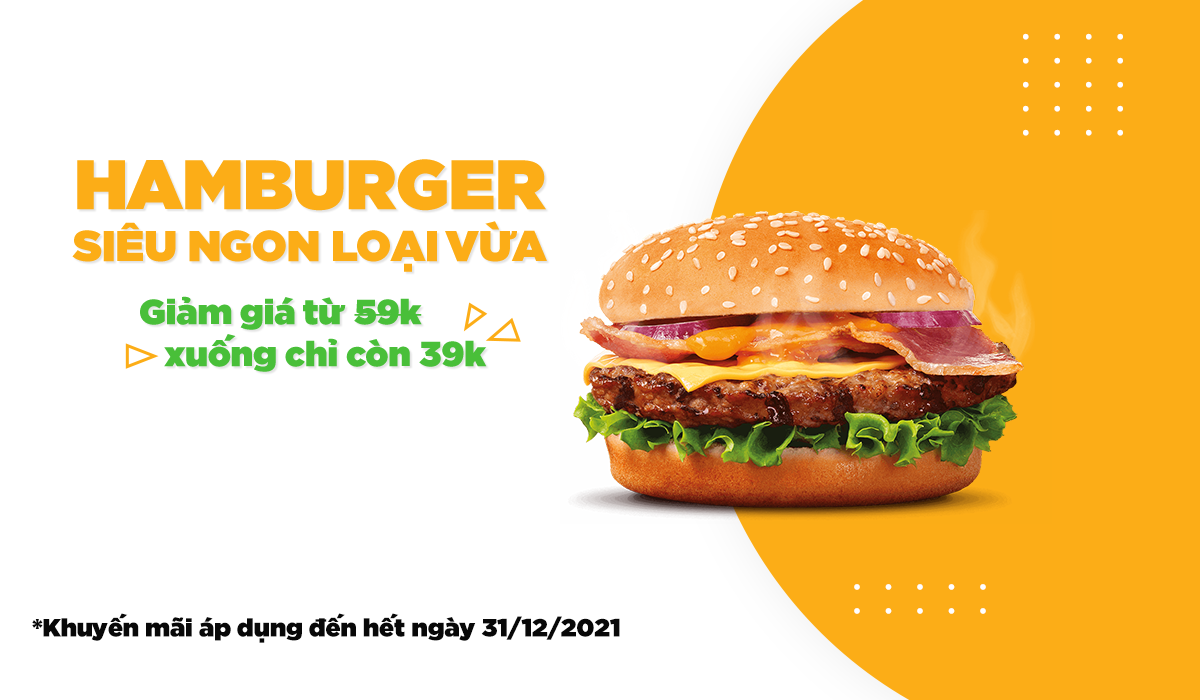 HAMBURGER
SIÊU NGON LOẠI VỪA
Giảm giá từ 59k
xuống chỉ còn 39k
*Khuyến mãi áp dụng đến hết ngày 31/12/2021